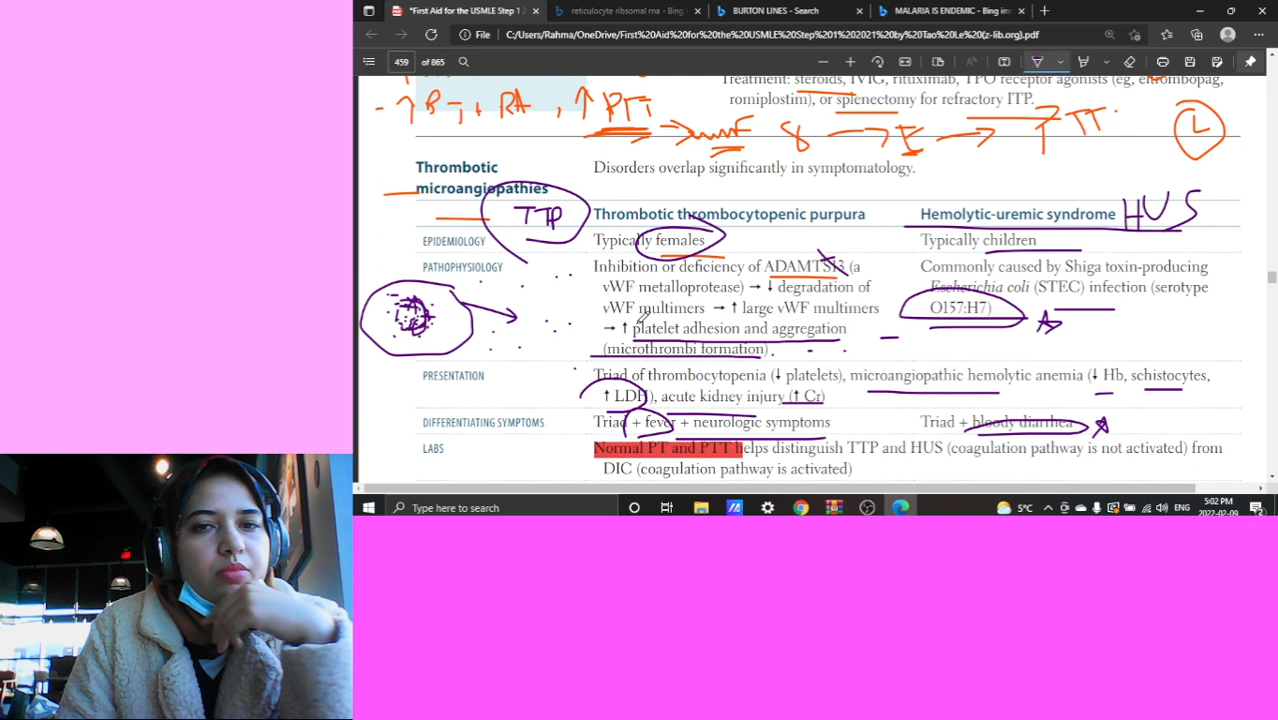 *First Aid for the USMLE Step 1
reticulocyte ribosomal rna - Bing
BURTON LINES - Search
MALARIA IS ENDEMIC - Bing im
File
C:/Users/Rahma/OneDrive/First%20Aid%20for%20the%20USMLE%20Step%201%202021%20by%20Tao%20Le%20(z-lib.org).pdf
459 of 865
Treatment: steroids, IVIG, rituximab, TPO receptor agonists (eg, eltrombopag,
romiplostim), or splenectomy for refractory ITP.
- ↑ BT + RA, ↑ PTT
→ vWF 8 → E → ↑ TT
L
Thrombotic
microangiopathies
Disorders overlap significantly in symptomatology.
TTP
Thrombotic thrombocytopenic purpura
Hemolytic-uremic syndrome
HUS
EPIDEMIOLOGY
Typically females
Typically children
PATHOPHYSIOLOGY
Inhibition or deficiency of ADAMTS13 (a
vWF metalloprotease) → ↓ degradation of
vWF multimers → ↑ large vWF multimers
→ ↑ platelet adhesion and aggregation
(microthrombi formation)
Commonly caused by Shiga toxin-producing
Escherichia coli (STEC) infection (serotype
O157:H7)
PRESENTATION
Triad of thrombocytopenia (↓ platelets), microangiopathic hemolytic anemia (↓ Hb, schistocytes,
↑ LDH), acute kidney injury (↑ Cr)
DIFFERENTIATING SYMPTOMS
Triad + fever + neurologic symptoms
Triad + bloody diarrhea
LABS
Normal PT and PTT helps distinguish TTP and HUS (coagulation pathway is not activated) from
DIC (coagulation pathway is activated)
Type here to search
5°C
ENG
5:02 PM
2022-02-09